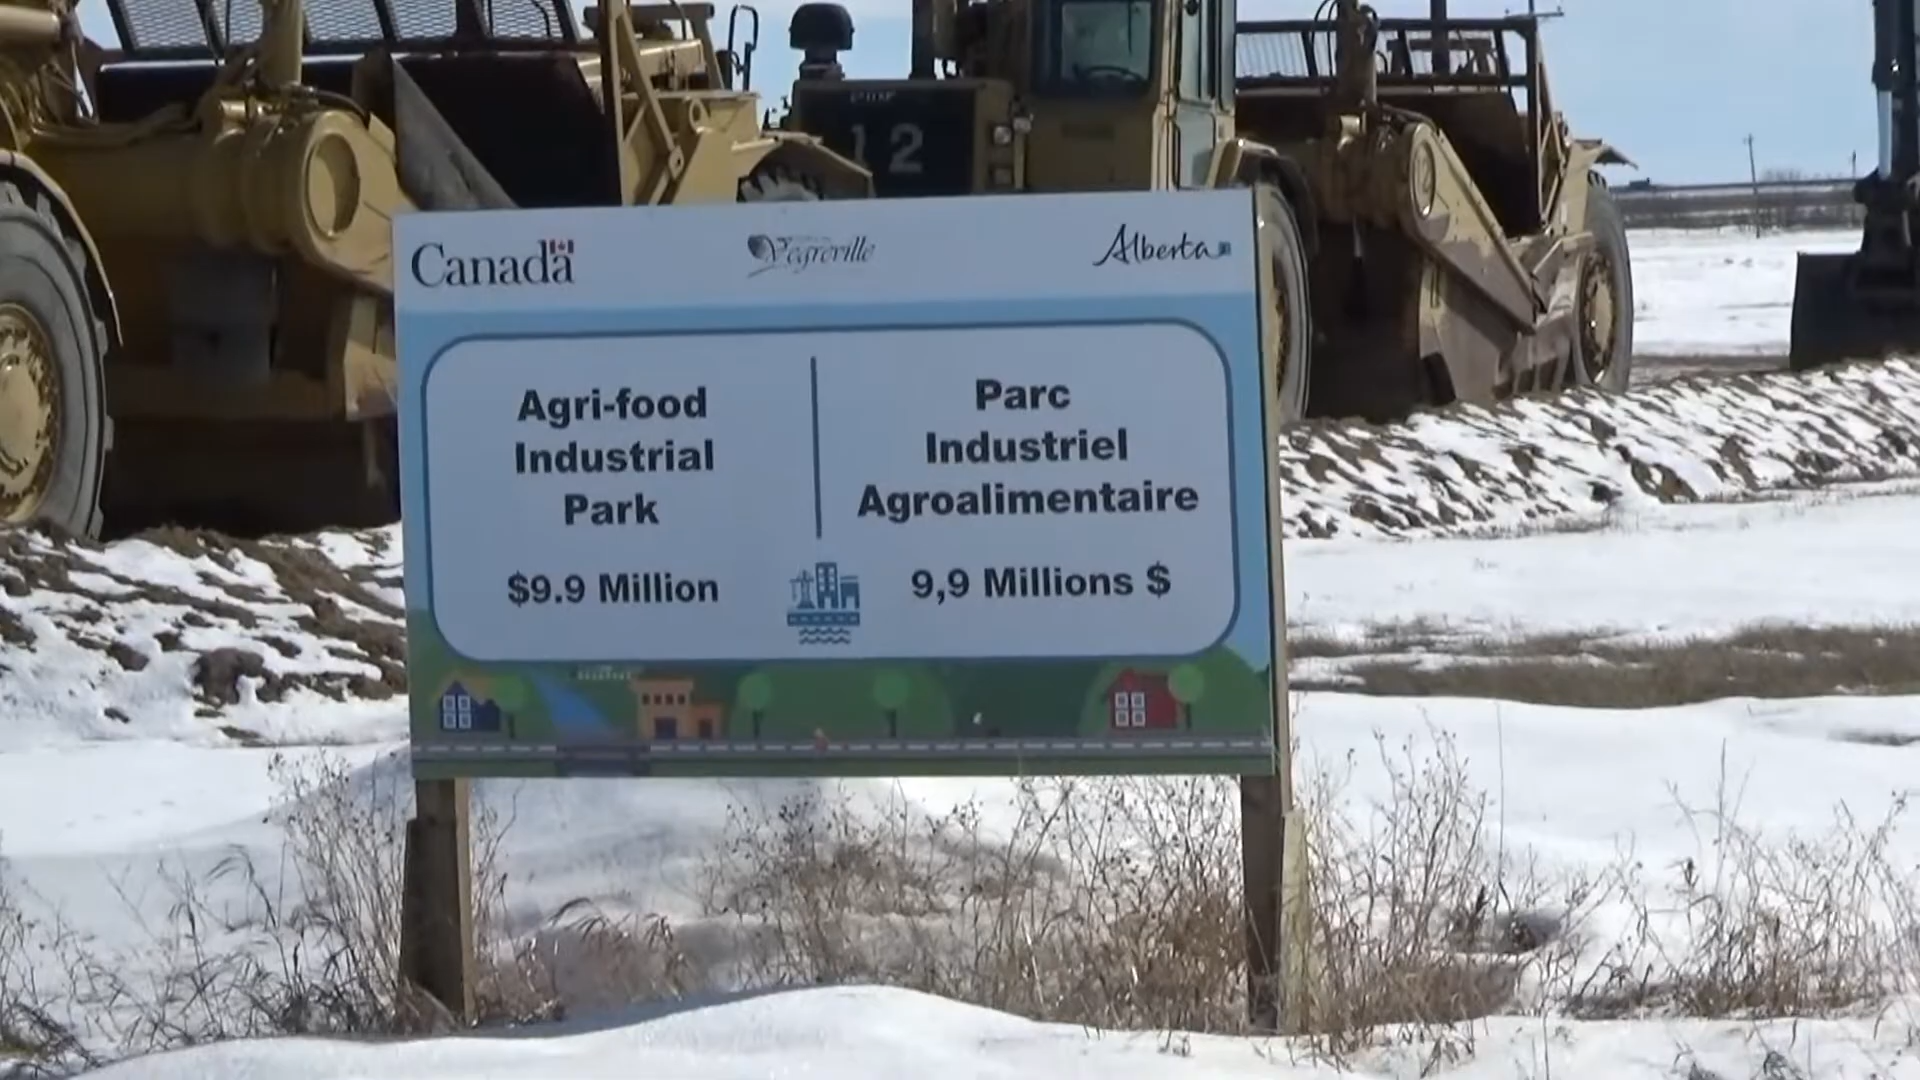 12
Canada
Vegreville
Alberta
Agri-food
Industrial
Park
$9.9 Million
Parc
Industriel
Agroalimentaire
9,9 Millions $